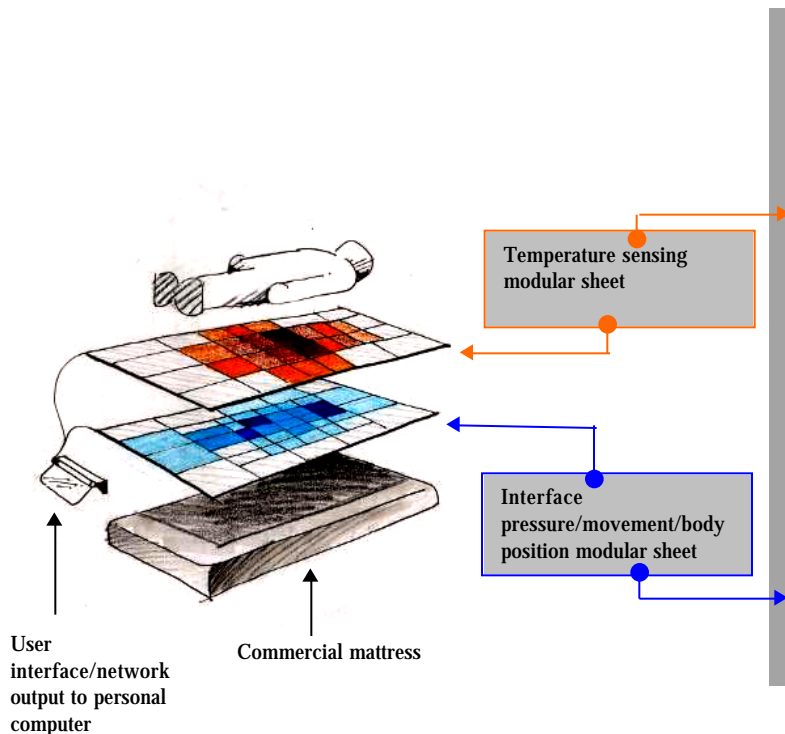 Temperature sensing
modular sheet
Interface
pressure/movement/body
position modular sheet
User
interface/network
output to personal
computer
Commercial mattress